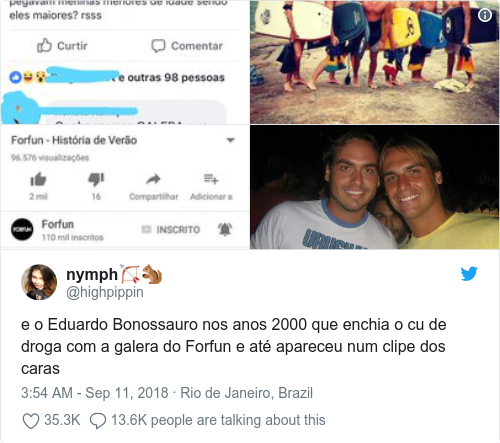 pegavam meninas menores de idade sendo
eles maiores? rsss
Curtir
Comentar
e outras 98 pessoas
Forfun - História de Verão
96.576 visualizações
2 mil
16
Compartilhar
Adicionar a
FORFUN
Forfun
110 mil inscritos
INSCRITO
URUGUAY
nymph🏹🐿️
@highpippin
e o Eduardo Bonossauro nos anos 2000 que enchia o cu de
droga com a galera do Forfun e até apareceu num clipe dos
caras
3:54 AM - Sep 11, 2018 · Rio de Janeiro, Brazil
35.3K
13.6K people are talking about this